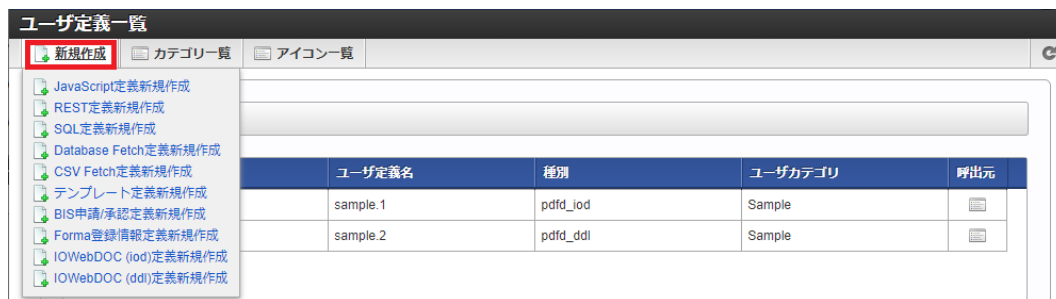 ユーザ定義一覧
新規作成 カテゴリ一覧 アイコン一覧
JavaScript定義新規作成
REST定義新規作成
SQL定義新規作成
Database Fetch定義新規作成
CSV Fetch定義新規作成
テンプレート定義新規作成
BIS申請/承認定義新規作成
Forma登録情報定義新規作成
IOWebDOC (iod)定義新規作成
IOWebDOC (ddl)定義新規作成
ユーザ定義名 種別 ユーザカテゴリ 呼出元
sample.1 pdfd_iod Sample
sample.2 pdfd_ddl Sample